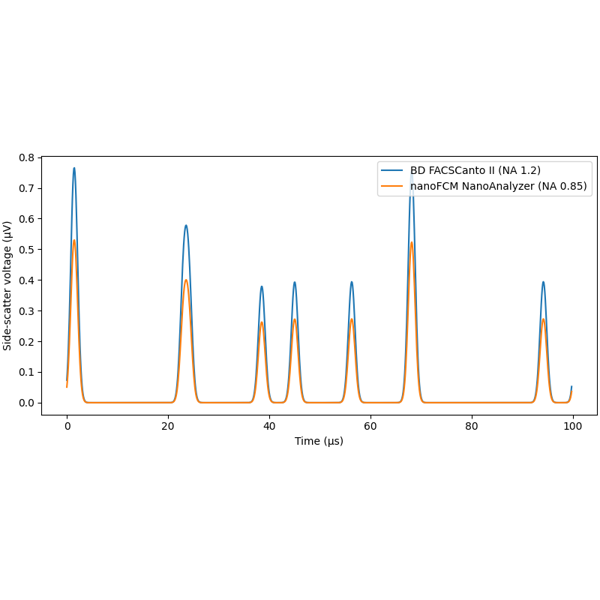 BD FACSCanto II (NA 1.2)
nanoFCM NanoAnalyzer (NA 0.85)
0.8
0.7
0.6
0.5
0.4
0.3
0.2
0.1
0.0
Side-scatter voltage (μV)
0 20 40 60 80 100
Time (μs)